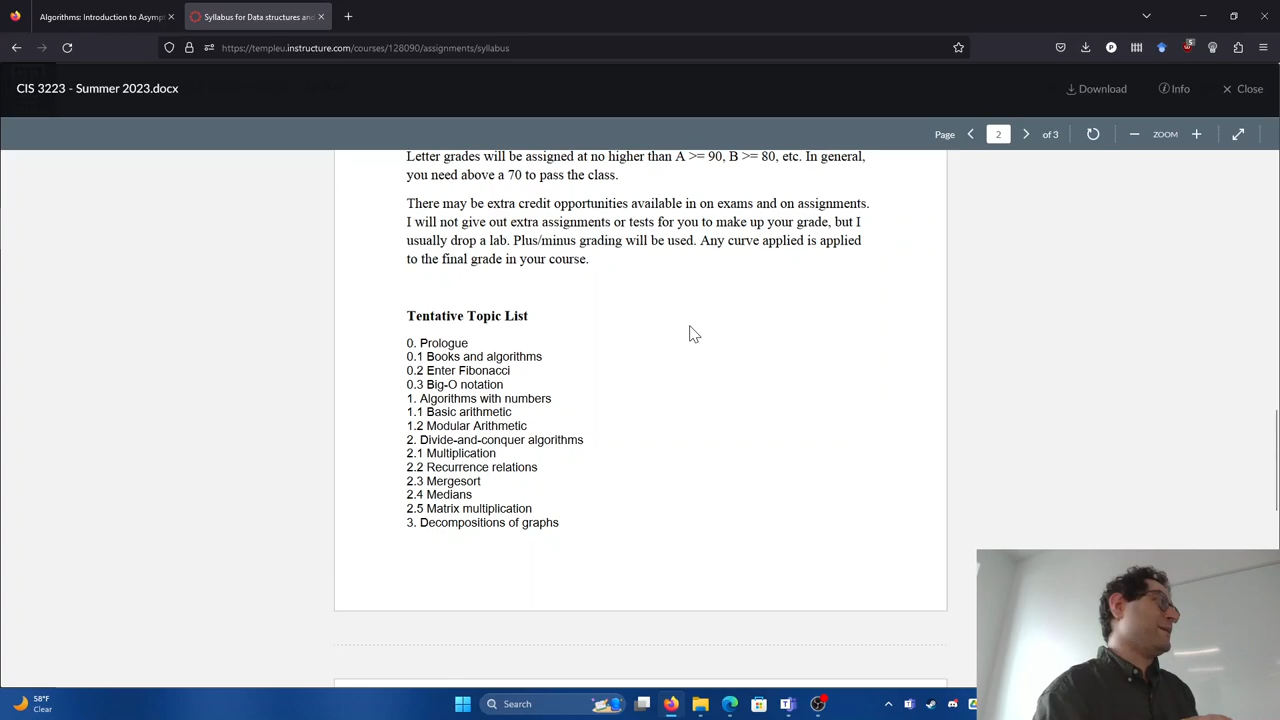 Algorithms: Introduction to Asympt
Syllabus for Data structures and
https://templeu.instructure.com/courses/128090/assignments/syllabus
5
CIS 3223 - Summer 2023.docx
Download
Info
Close
Page
2
of 3
ZOOM
Letter grades will be assigned at no higher than A >= 90, B >= 80, etc. In general,
you need above a 70 to pass the class.
There may be extra credit opportunities available in on exams and on assignments.
I will not give out extra assignments or tests for you to make up your grade, but I
usually drop a lab. Plus/minus grading will be used. Any curve applied is applied
to the final grade in your course.
Tentative Topic List
0. Prologue
0.1 Books and algorithms
0.2 Enter Fibonacci
0.3 Big-O notation
1. Algorithms with numbers
1.1 Basic arithmetic
1.2 Modular Arithmetic
2. Divide-and-conquer algorithms
2.1 Multiplication
2.2 Recurrence relations
2.3 Mergesort
2.4 Medians
2.5 Matrix multiplication
3. Decompositions of graphs
58°F
Clear
Search